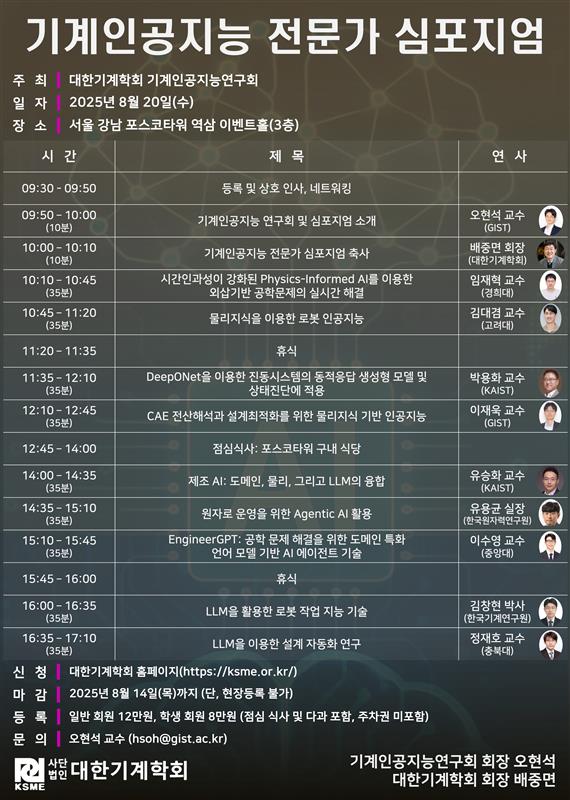 기계인공지능 전문가 심포지엄
주 최 대한기계학회 기계인공지능연구회
일 자 2025년 8월 20일(수)
장 소 서울 강남 포스코타워 역삼 이벤트홀(3층)
시 간 제 목 연 사
09:30 - 09:50 등록 및 상호 인사, 네트워킹
09:50 - 10:00 (10분) 기계인공지능 연구회 및 심포지엄 소개 오현석 교수 (GIST)
10:00 - 10:10 (10분) 기계인공지능 전문가 심포지엄 축사 배중면 회장 (대한기계학회)
10:10 - 10:45 (35분) 시간인과성이 강화된 Physics-Informed AI를 이용한
외삽기반 공학문제의 실시간 해결 임재혁 교수 (경희대)
10:45 - 11:20 (35분) 물리지식을 이용한 로봇 인공지능 김대겸 교수 (고려대)
11:20 - 11:35 휴식
11:35 - 12:10 (35분) DeepONet을 이용한 진동시스템의 동적응답 생성형 모델 및
상태진단에 적용 박용화 교수 (KAIST)
12:10 - 12:45 (35분) CAE 전산해석과 설계최적화를 위한 물리지식 기반 인공지능 이재욱 교수 (GIST)
12:45 - 14:00 점심식사: 포스코타워 구내 식당
14:00 - 14:35 (35분) 제조 AI: 도메인, 물리, 그리고 LLM의 융합 유승화 교수 (KAIST)
14:35 - 15:10 (35분) 원자로 운영을 위한 Agentic AI 활용 유용균 실장 (한국원자력연구원)
15:10 - 15:45 (35분) EngineerGPT: 공학 문제 해결을 위한 도메인 특화
언어 모델 기반 AI 에이전트 기술 이수영 교수 (중앙대)
15:45 - 16:00 휴식
16:00 - 16:35 (35분) LLM을 활용한 로봇 작업 지능 기술 김창현 박사 (한국기계연구원)
16:35 - 17:10 (35분) LLM을 이용한 설계 자동화 연구 정재호 교수 (충북대)
신 청 대한기계학회 홈페이지(https://ksme.or.kr/)
마 감 2025년 8월 14일(목)까지 (단, 현장등록 불가)
등 록 일반 회원 12만원, 학생 회원 8만원 (점심 식사 및 다과 포함, 주차권 미포함)
문 의 오현석 교수 (hsoh@gist.ac.kr)
KSME 사단법인 대한기계학회
기계인공지능연구회 회장 오현석
대한기계학회 회장 배중면